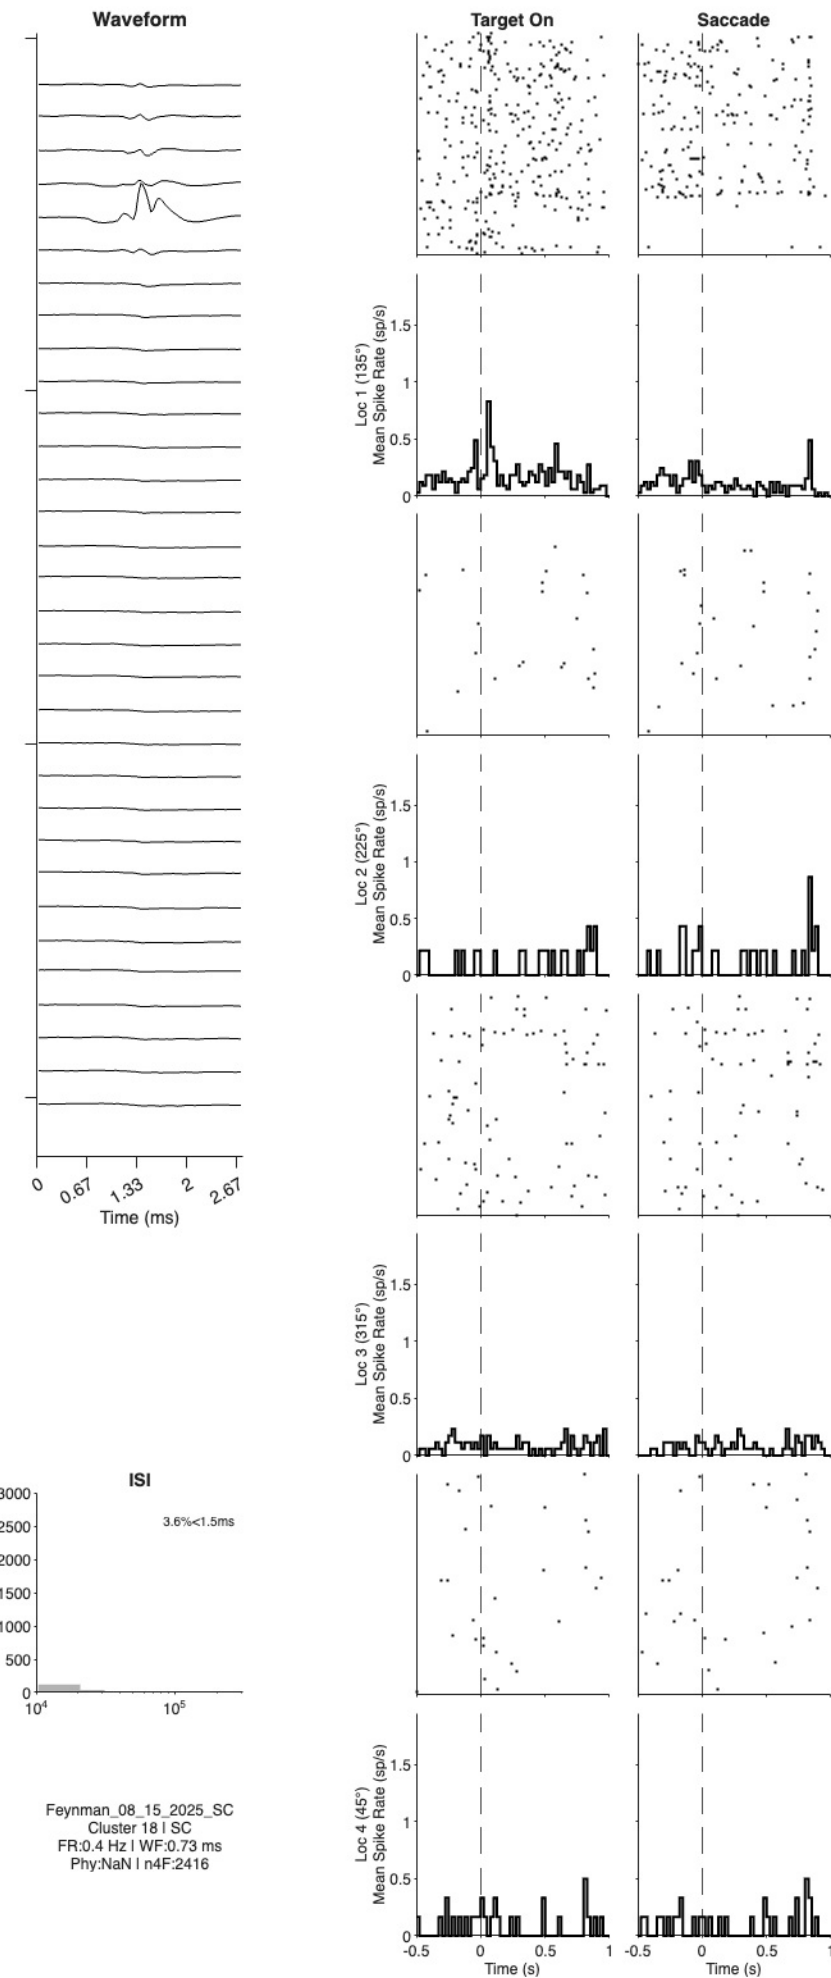 Waveform
0
0.67
1.33
2
2.67
Time (ms)
ISI
3000
2500
2000
1500
1000
500
0
10^4
10^5
3.6%<1.5ms
Feynman_08_15_2025_SC
Cluster 18 | SC
FR:0.4 Hz | WF:0.73 ms
Phy:NaN | n4F:2416
Target On
Saccade
Loc 1 (135°)
Mean Spike Rate (sp/s)
1.5
1
0.5
0
Loc 2 (225°)
Mean Spike Rate (sp/s)
1.5
1
0.5
0
Loc 3 (315°)
Mean Spike Rate (sp/s)
1.5
1
0.5
0
Loc 4 (45°)
Mean Spike Rate (sp/s)
1.5
1
0.5
0
-0.5
0
0.5
1
Time (s)
-0.5
0
0.5
1
Time (s)